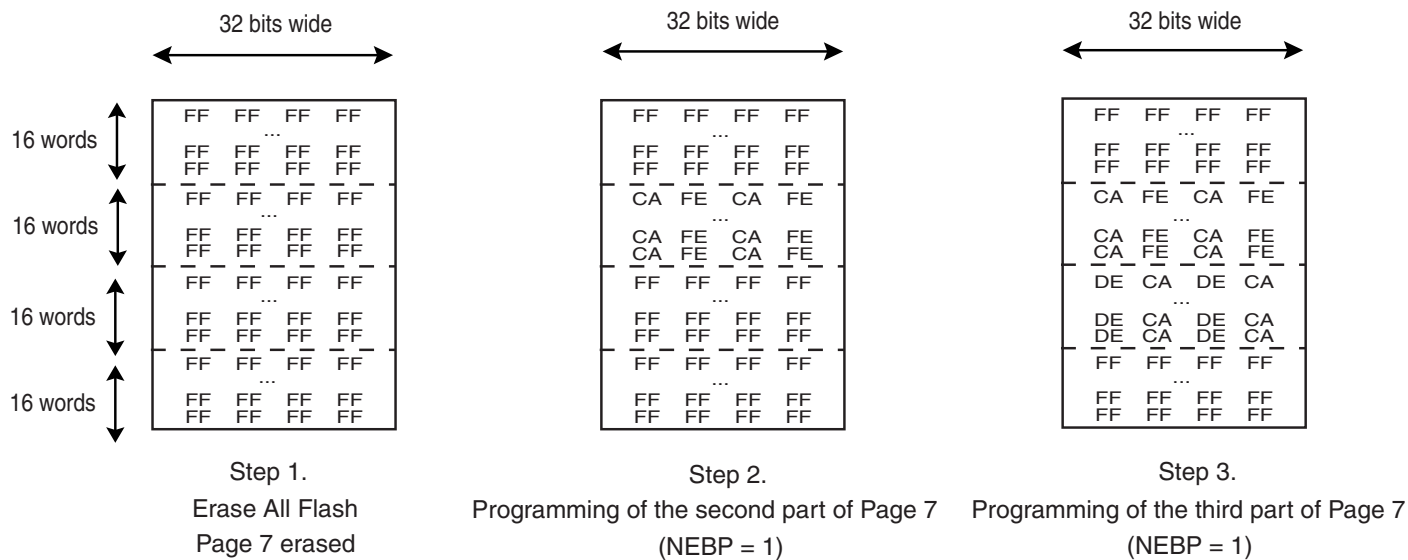 32 bits wide
16 words
16 words
16 words
16 words
FF FF FF FF
...
FF FF FF FF
FF FF FF FF
FF FF FF FF
...
FF FF FF FF
FF FF FF FF
FF FF FF FF
...
FF FF FF FF
FF FF FF FF
FF FF FF FF
...
FF FF FF FF
FF FF FF FF
Step 1.
Erase All Flash
Page 7 erased
32 bits wide
FF FF FF FF
...
FF FF FF FF
FF FF FF FF
CA FE CA FE
...
CA FE CA FE
CA FE CA FE
FF FF FF FF
...
FF FF FF FF
FF FF FF FF
FF FF FF FF
...
FF FF FF FF
FF FF FF FF
Step 2.
Programming of the second part of Page 7
(NEBP = 1)
32 bits wide
FF FF FF FF
...
FF FF FF FF
FF FF FF FF
CA FE CA FE
...
CA FE CA FE
CA FE CA FE
DE CA DE CA
...
DE CA DE CA
DE CA DE CA
FF FF FF FF
...
FF FF FF FF
FF FF FF FF
Step 3.
Programming of the third part of Page 7
(NEBP = 1)